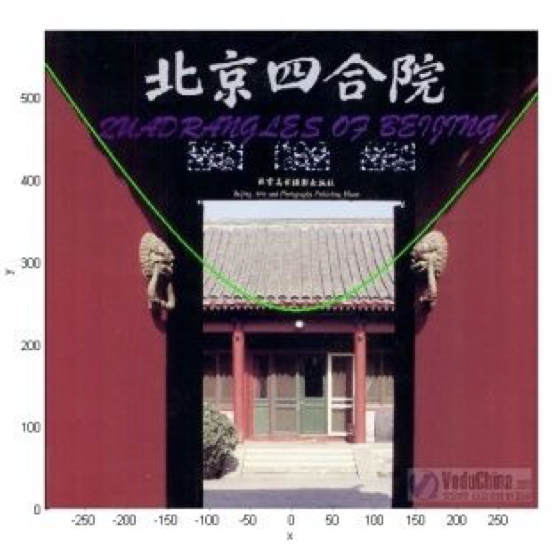 北京四合院
QUADRANGLES OF BEIJING
北京美术摄影出版社
Beijing Arts and Photography Publishing House
500
400
300
200
100
0
y
-250 -200 -150 -100 -50 0 50 100 150 200 250
x
VeduChina